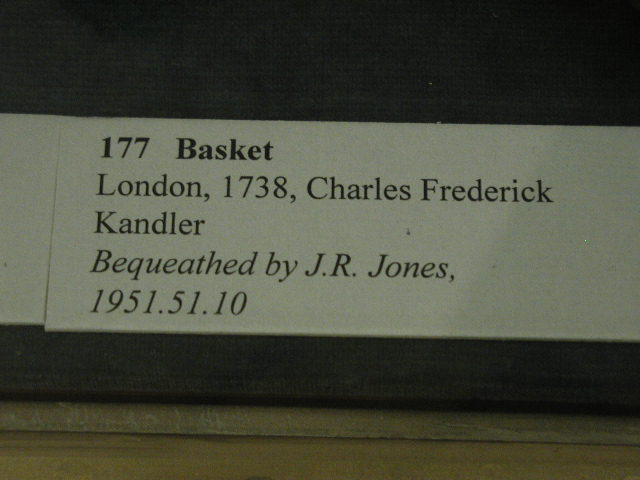 177 Basket
London, 1738, Charles Frederick
Kandler
Bequeathed by J.R. Jones,
1951.51.10